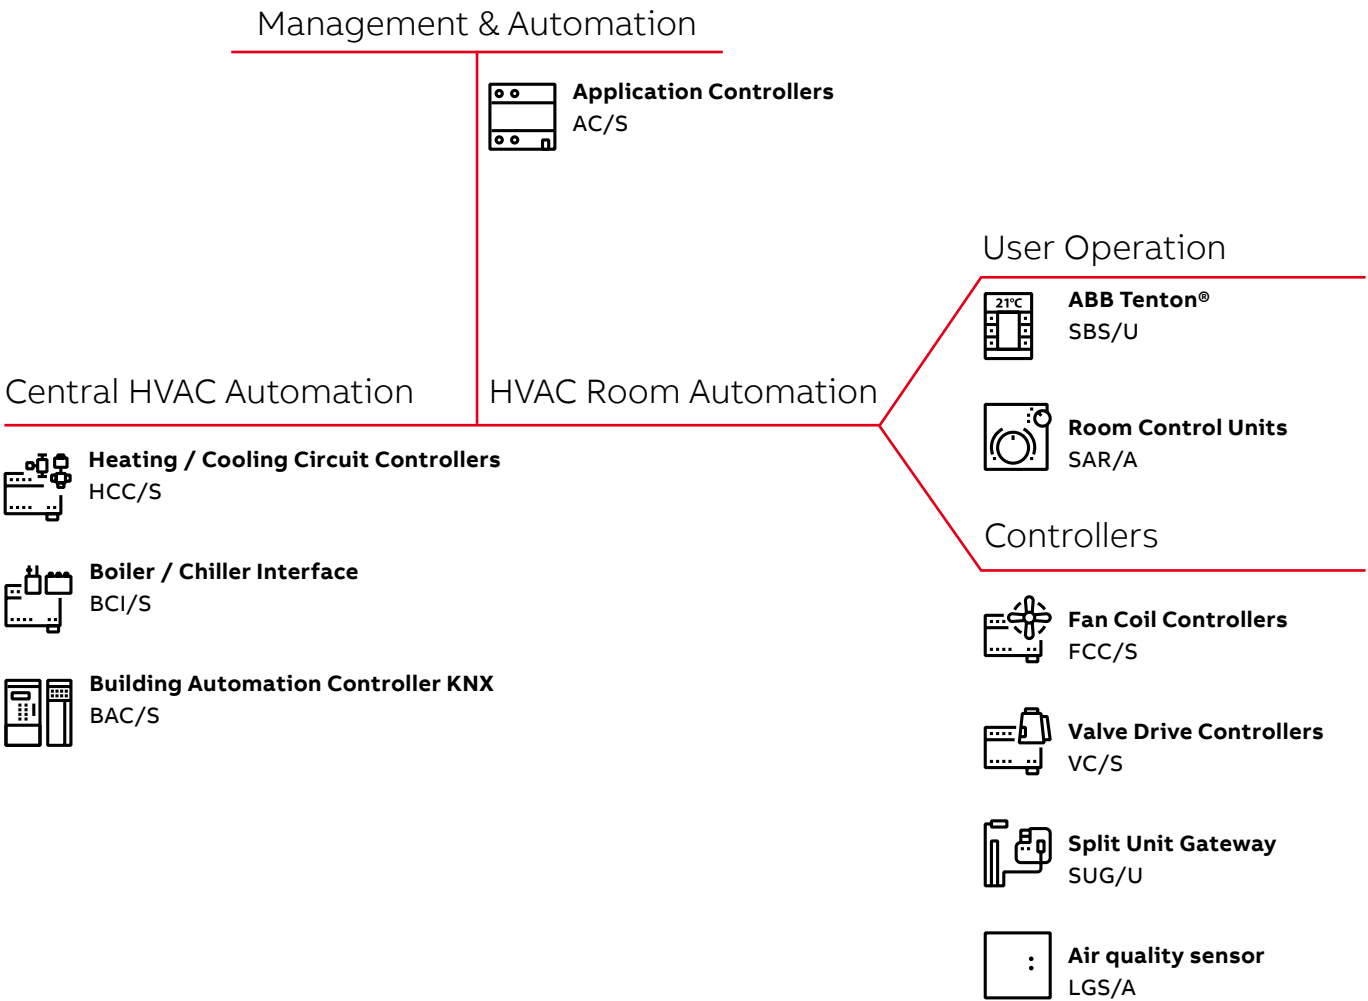 Management & Automation
Application Controllers
AC/S
User Operation
21°C
ABB Tenton®
SBS/U
Central HVAC Automation
HVAC Room Automation
Room Control Units
SAR/A
Heating / Cooling Circuit Controllers
HCC/S
Boiler / Chiller Interface
BCI/S
Building Automation Controller KNX
BAC/S
Controllers
Fan Coil Controllers
FCC/S
Valve Drive Controllers
VC/S
Split Unit Gateway
SUG/U
Air quality sensor
LGS/A